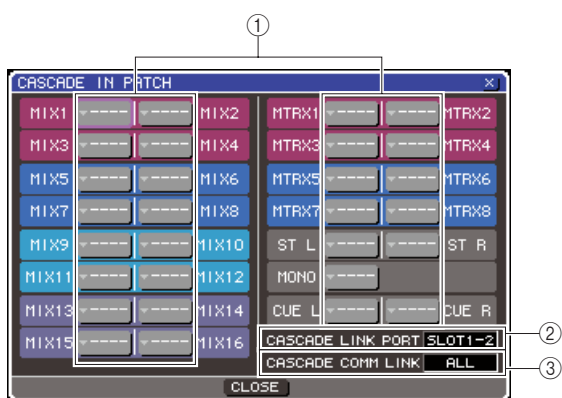 ①
CASCADE IN PATCH ×
MIX1 ---- ---- MIX2 MTRX1 ---- ---- MTRX2
MIX3 ---- ---- MIX4 MTRX3 ---- ---- MTRX4
MIX5 ---- ---- MIX6 MTRX5 ---- ---- MTRX6
MIX7 ---- ---- MIX8 MTRX7 ---- ---- MTRX8
MIX9 ---- ---- MIX10 ST L ---- ---- ST R
MIX11 ---- ---- MIX12 MONO ----
MIX13 ---- ---- MIX14 CUE L ---- ---- CUE R
MIX15 ---- ---- MIX16 CASCADE LINK PORT SLOT1-2 ②
CASCADE COMM LINK ALL ③
CLOSE